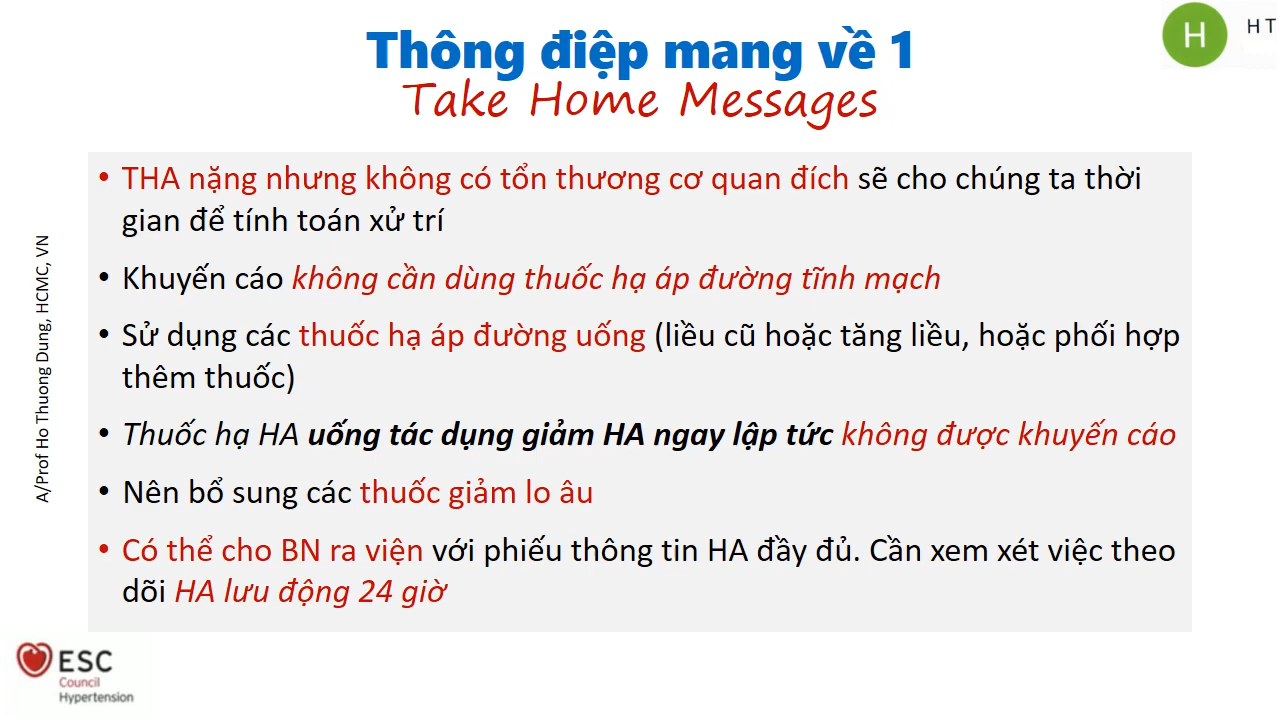 Thông điệp mang về 1
Take Home Messages
H
H T
• THA nặng nhưng không có tổn thương cơ quan đích sẽ cho chúng ta thời
gian để tính toán xử trí
• Khuyến cáo không cần dùng thuốc hạ áp đường tĩnh mạch
• Sử dụng các thuốc hạ áp đường uống (liều cũ hoặc tăng liều, hoặc phối hợp
thêm thuốc)
• Thuốc hạ HA uống tác dụng giảm HA ngay lập tức không được khuyến cáo
• Nên bổ sung các thuốc giảm lo âu
• Có thể cho BN ra viện với phiếu thông tin HA đầy đủ. Cần xem xét việc theo
dõi HA lưu động 24 giờ
A/Prof Ho Thuong Dung, HCMC, VN
ESC
Council
Hypertension